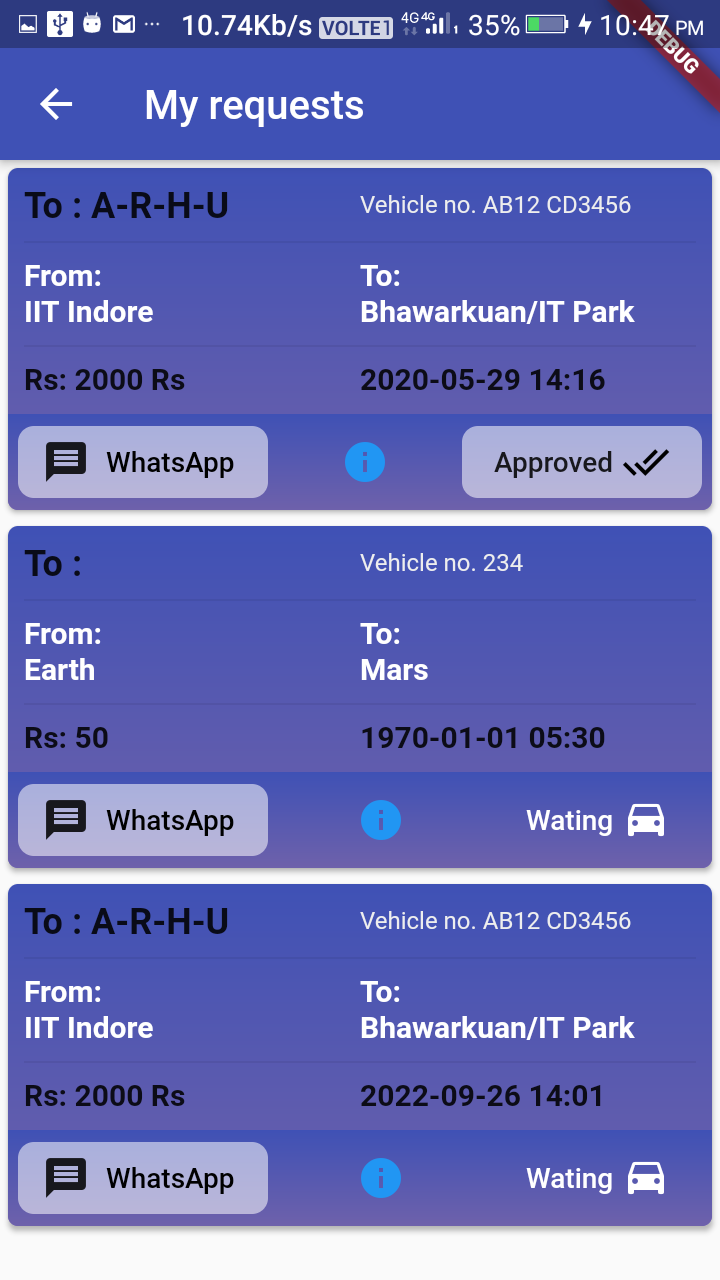 10.74Kb/s VOLTE1 4G 4G 35% 10:47 PM
DEBUG
My requests
To : A-R-H-U Vehicle no. AB12 CD3456
From: To:
IIT Indore Bhawarkuan/IT Park
Rs: 2000 Rs 2020-05-29 14:16
WhatsApp i Approved
To : Vehicle no. 234
From: To:
Earth Mars
Rs: 50 1970-01-01 05:30
WhatsApp i Wating
To : A-R-H-U Vehicle no. AB12 CD3456
From: To:
IIT Indore Bhawarkuan/IT Park
Rs: 2000 Rs 2022-09-26 14:01
WhatsApp i Wating